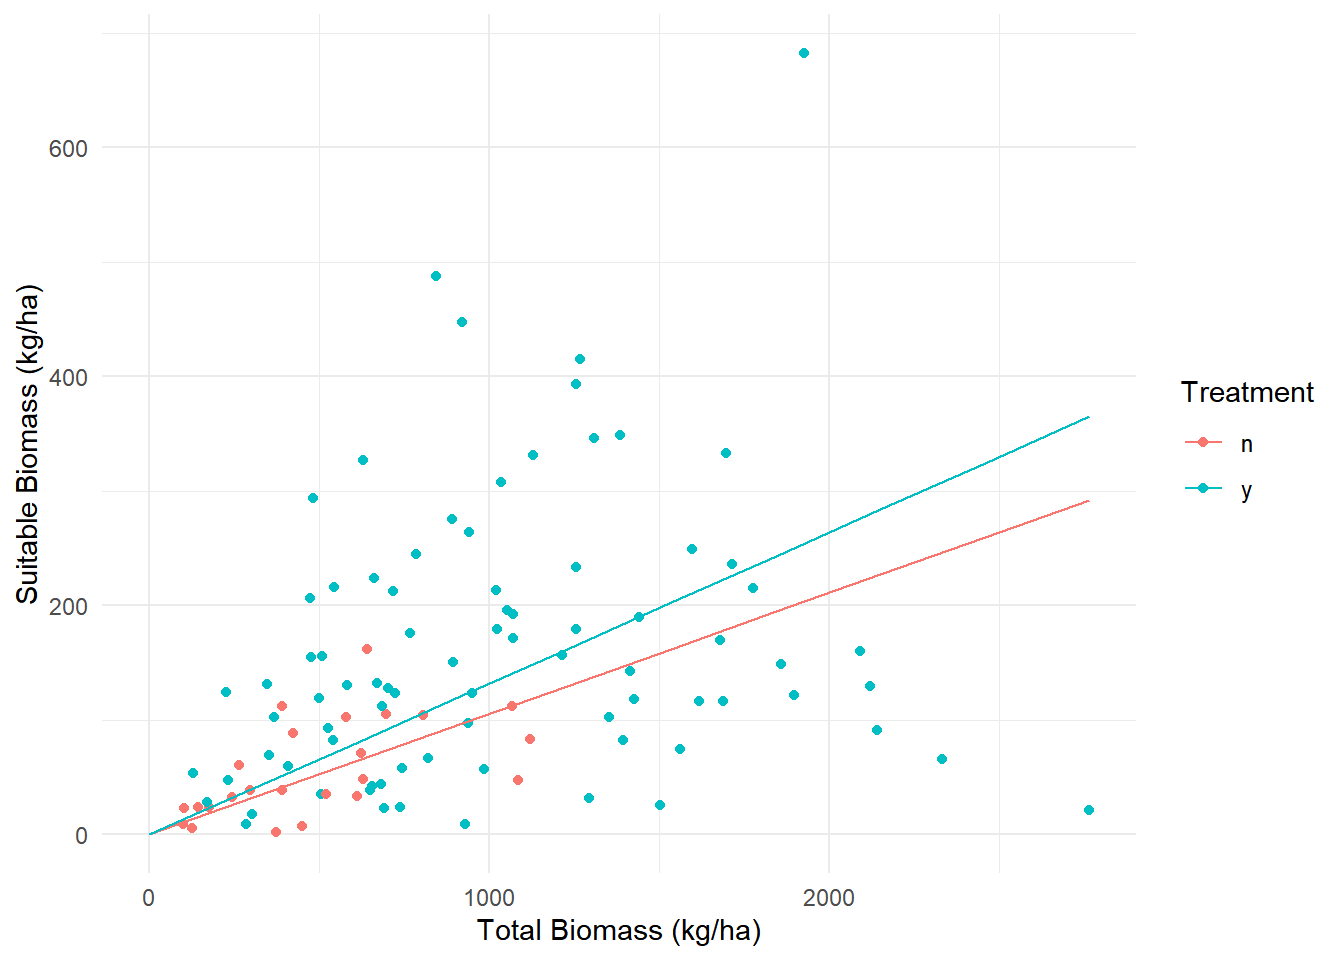 600
400
200
0
Suitable Biomass (kg/ha)
0 1000 2000
Total Biomass (kg/ha)
Treatment
n
y